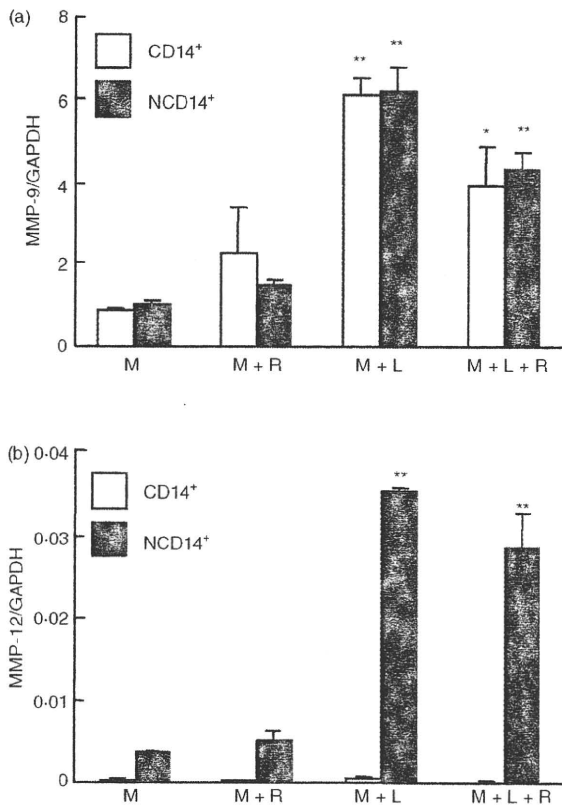 (a)
8
CD14⁺
NCD14⁺
** **
6
* **
MMP-9/GAPDH
4
2
0
M M + R M + L M + L + R
(b)
0·04
CD14⁺
NCD14⁺
**
**
0·03
MMP-12/GAPDH
0·02
0·01
0
M M + R M + L M + L + R